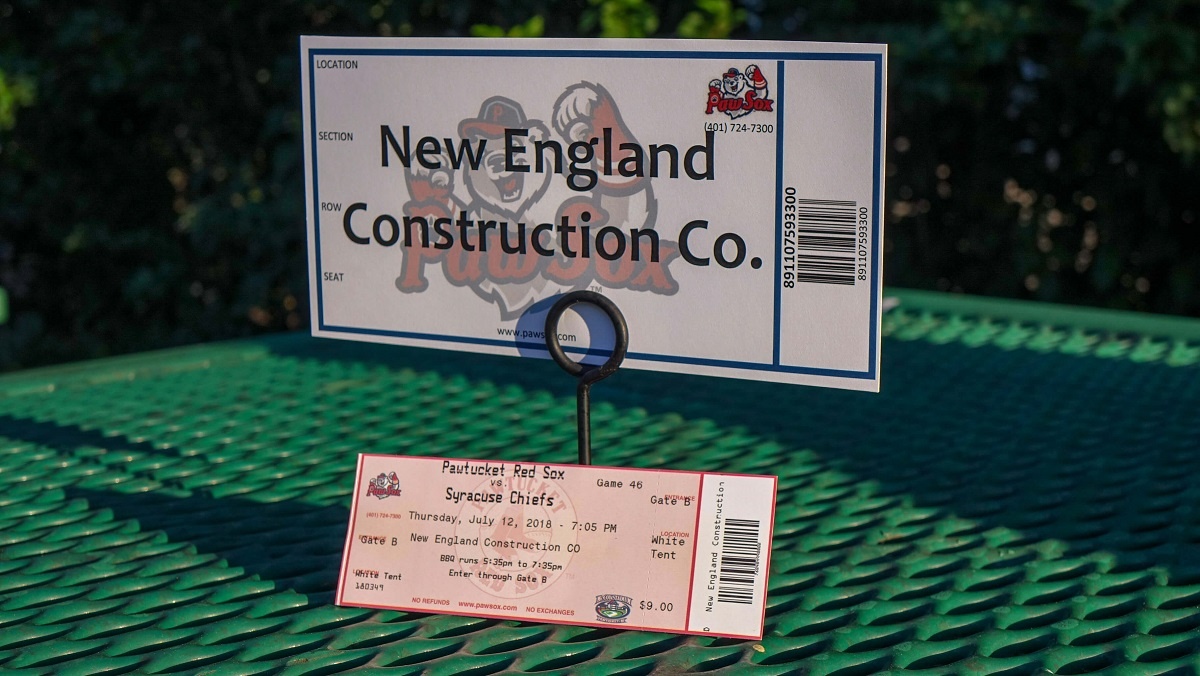 LOCATION
PawSox
(401) 724-7300
SECTION
New England
ROW
Construction Co.
PawSox
SEAT
891107593300
891107593300
Pawtucket Red Sox
vs
Syracuse Chiefs
Game 46
PawSox
(401) 724-7300
ENTRANCE
Gate B
Thursday, July 12, 2018 - 7:05 PM
LOCATION
Gate B
New England Construction CO
White
Tent
BBQ runs 5:35pm to 7:35pm
White Tent
Enter through Gate B
180349
$9.00
NO REFUNDS www.pawsox.com NO EXCHANGES
New England Construction